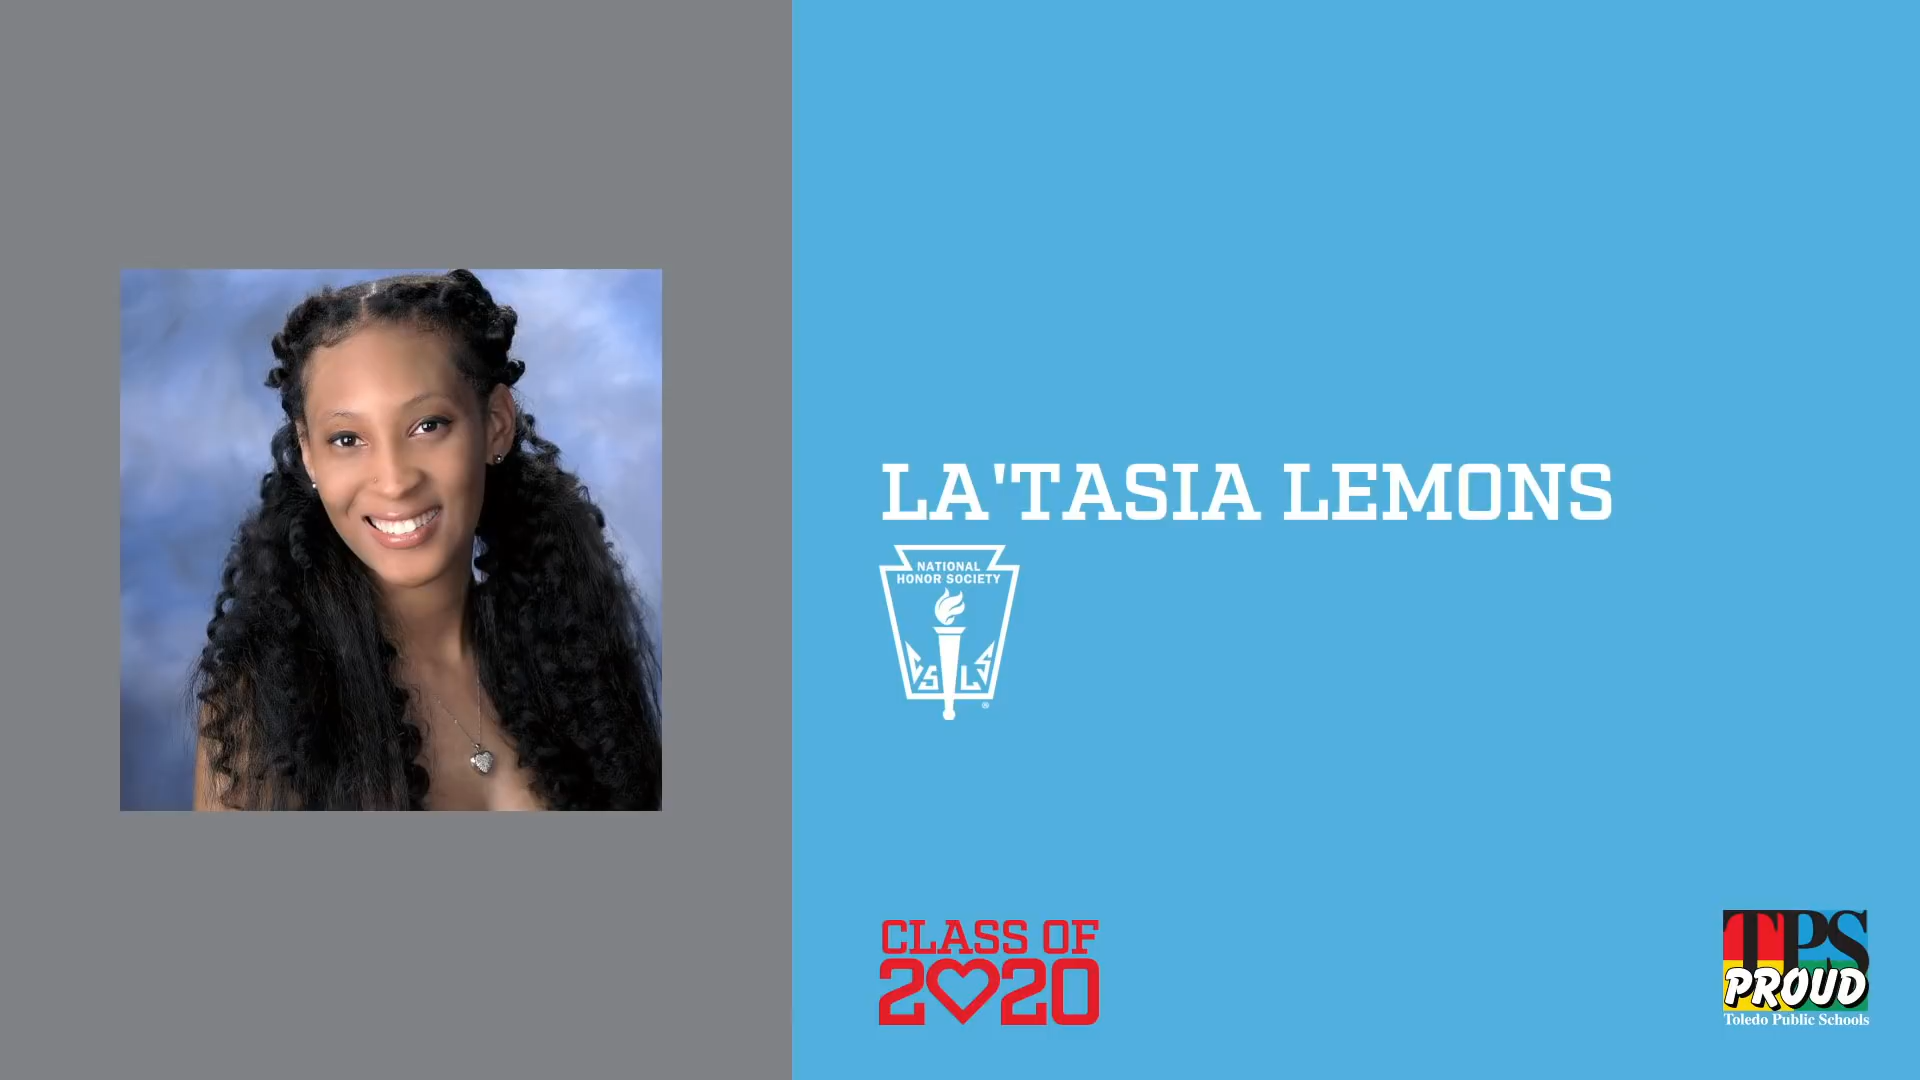 LA'TASIA LEMONS
NATIONAL
HONOR SOCIETY
C S L S
®
CLASS OF
2020
TPS
PROUD
Toledo Public Schools